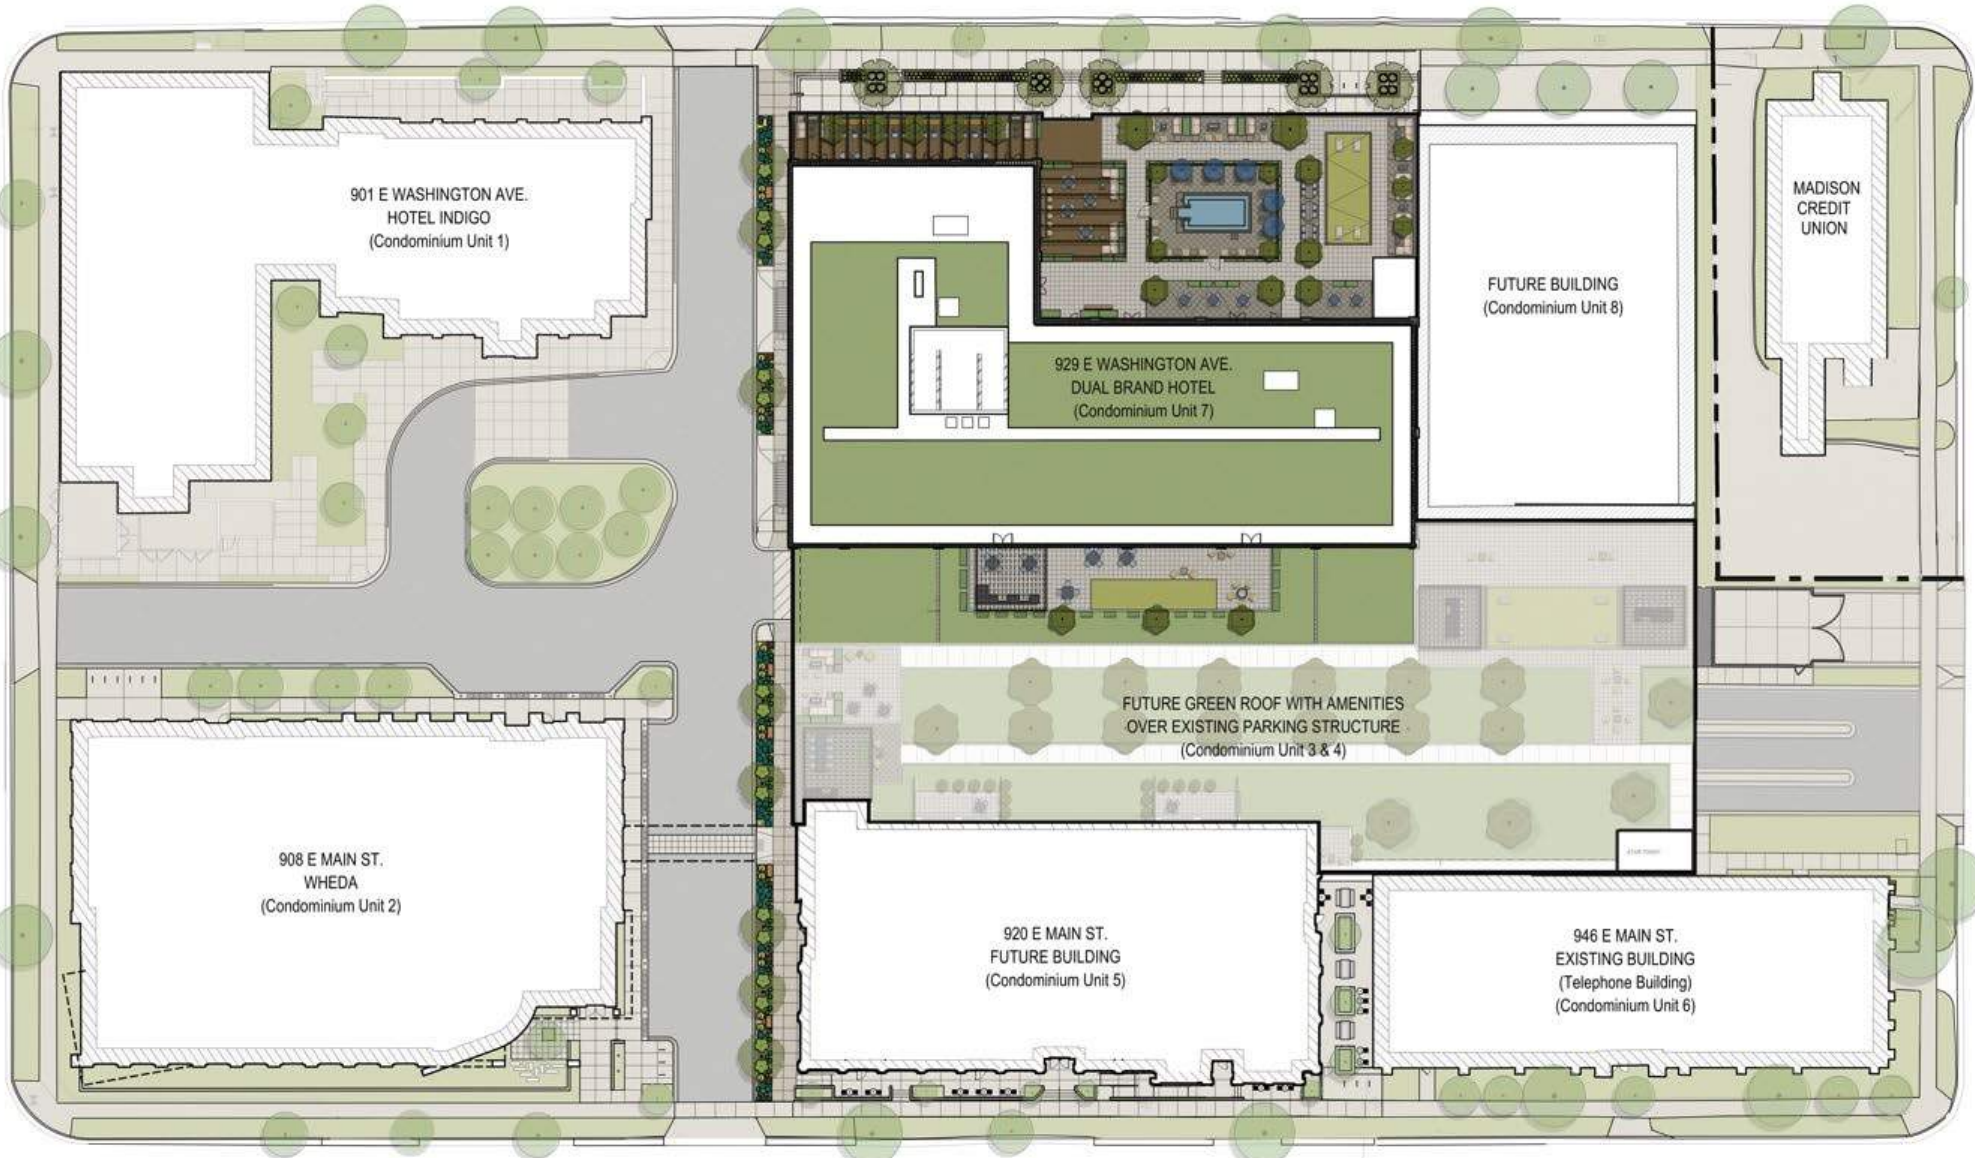 901 E WASHINGTON AVE.
HOTEL INDIGO
(Condominium Unit 1)
MADISON
CREDIT
UNION
FUTURE BUILDING
(Condominium Unit 8)
929 E WASHINGTON AVE.
DUAL BRAND HOTEL
(Condominium Unit 7)
FUTURE GREEN ROOF WITH AMENITIES
OVER EXISTING PARKING STRUCTURE
(Condominium Unit 3 & 4)
908 E MAIN ST.
WHEDA
(Condominium Unit 2)
920 E MAIN ST.
FUTURE BUILDING
(Condominium Unit 5)
946 E MAIN ST.
EXISTING BUILDING
(Telephone Building)
(Condominium Unit 6)